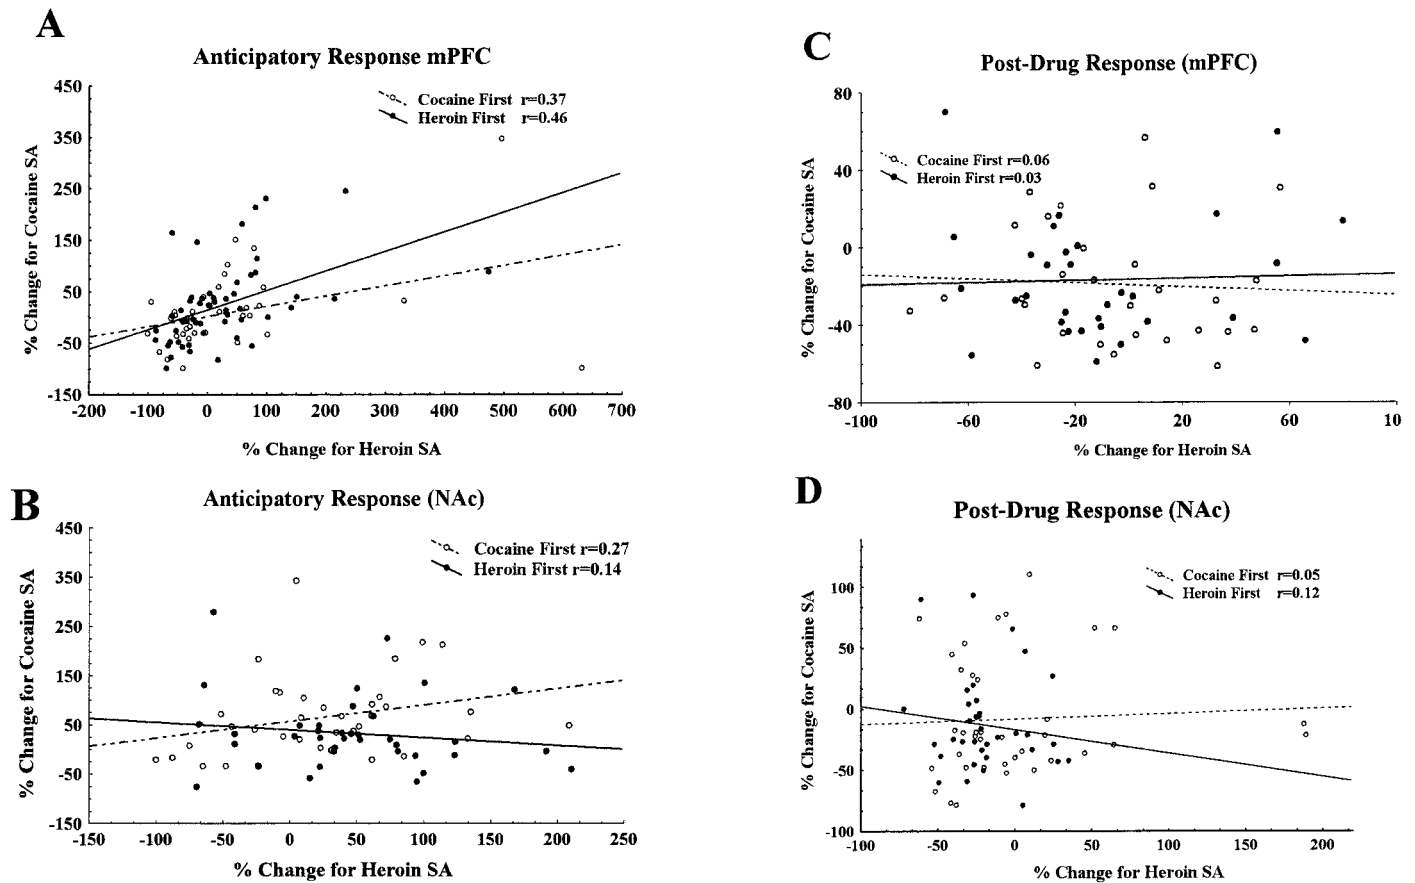 A
Anticipatory Response mPFC
Cocaine First r=0.37
Heroin First r=0.46
% Change for Cocaine SA
450
350
250
150
50
-50
-150
-200 -100 0 100 200 300 400 500 600 700
% Change for Heroin SA
B
Anticipatory Response (NAc)
Cocaine First r=0.27
Heroin First r=0.14
% Change of Cocaine SA
450
350
250
150
50
-50
-150
-150 -100 -50 0 50 100 150 200 250
% Change for Heroin SA
C
Post-Drug Response (mPFC)
Cocaine First r=0.06
Heroin First r=0.03
% Change for Cocaine SA
80
40
0
-40
-80
-100 -60 -20 20 60 10
% Change for Heroin SA
D
Post-Drug Response (NAc)
Cocaine First r=0.05
Heroin First r=0.12
% Change for Cocaine SA
100
50
0
-50
-100
-100 -50 0 50 100 150 200
% Change for Heroin SA